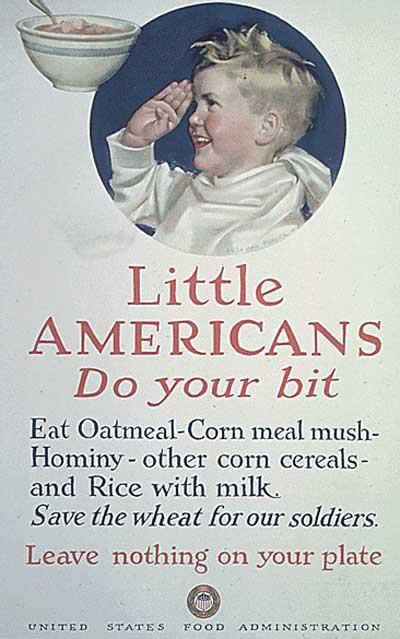 Little
AMERICANS
Do your bit
Eat Oatmeal-Corn meal mush-
Hominy - other corn cereals-
and Rice with milk.
Save the wheat for our soldiers.
Leave nothing on your plate
UNITED STATES FOOD ADMINISTRATION